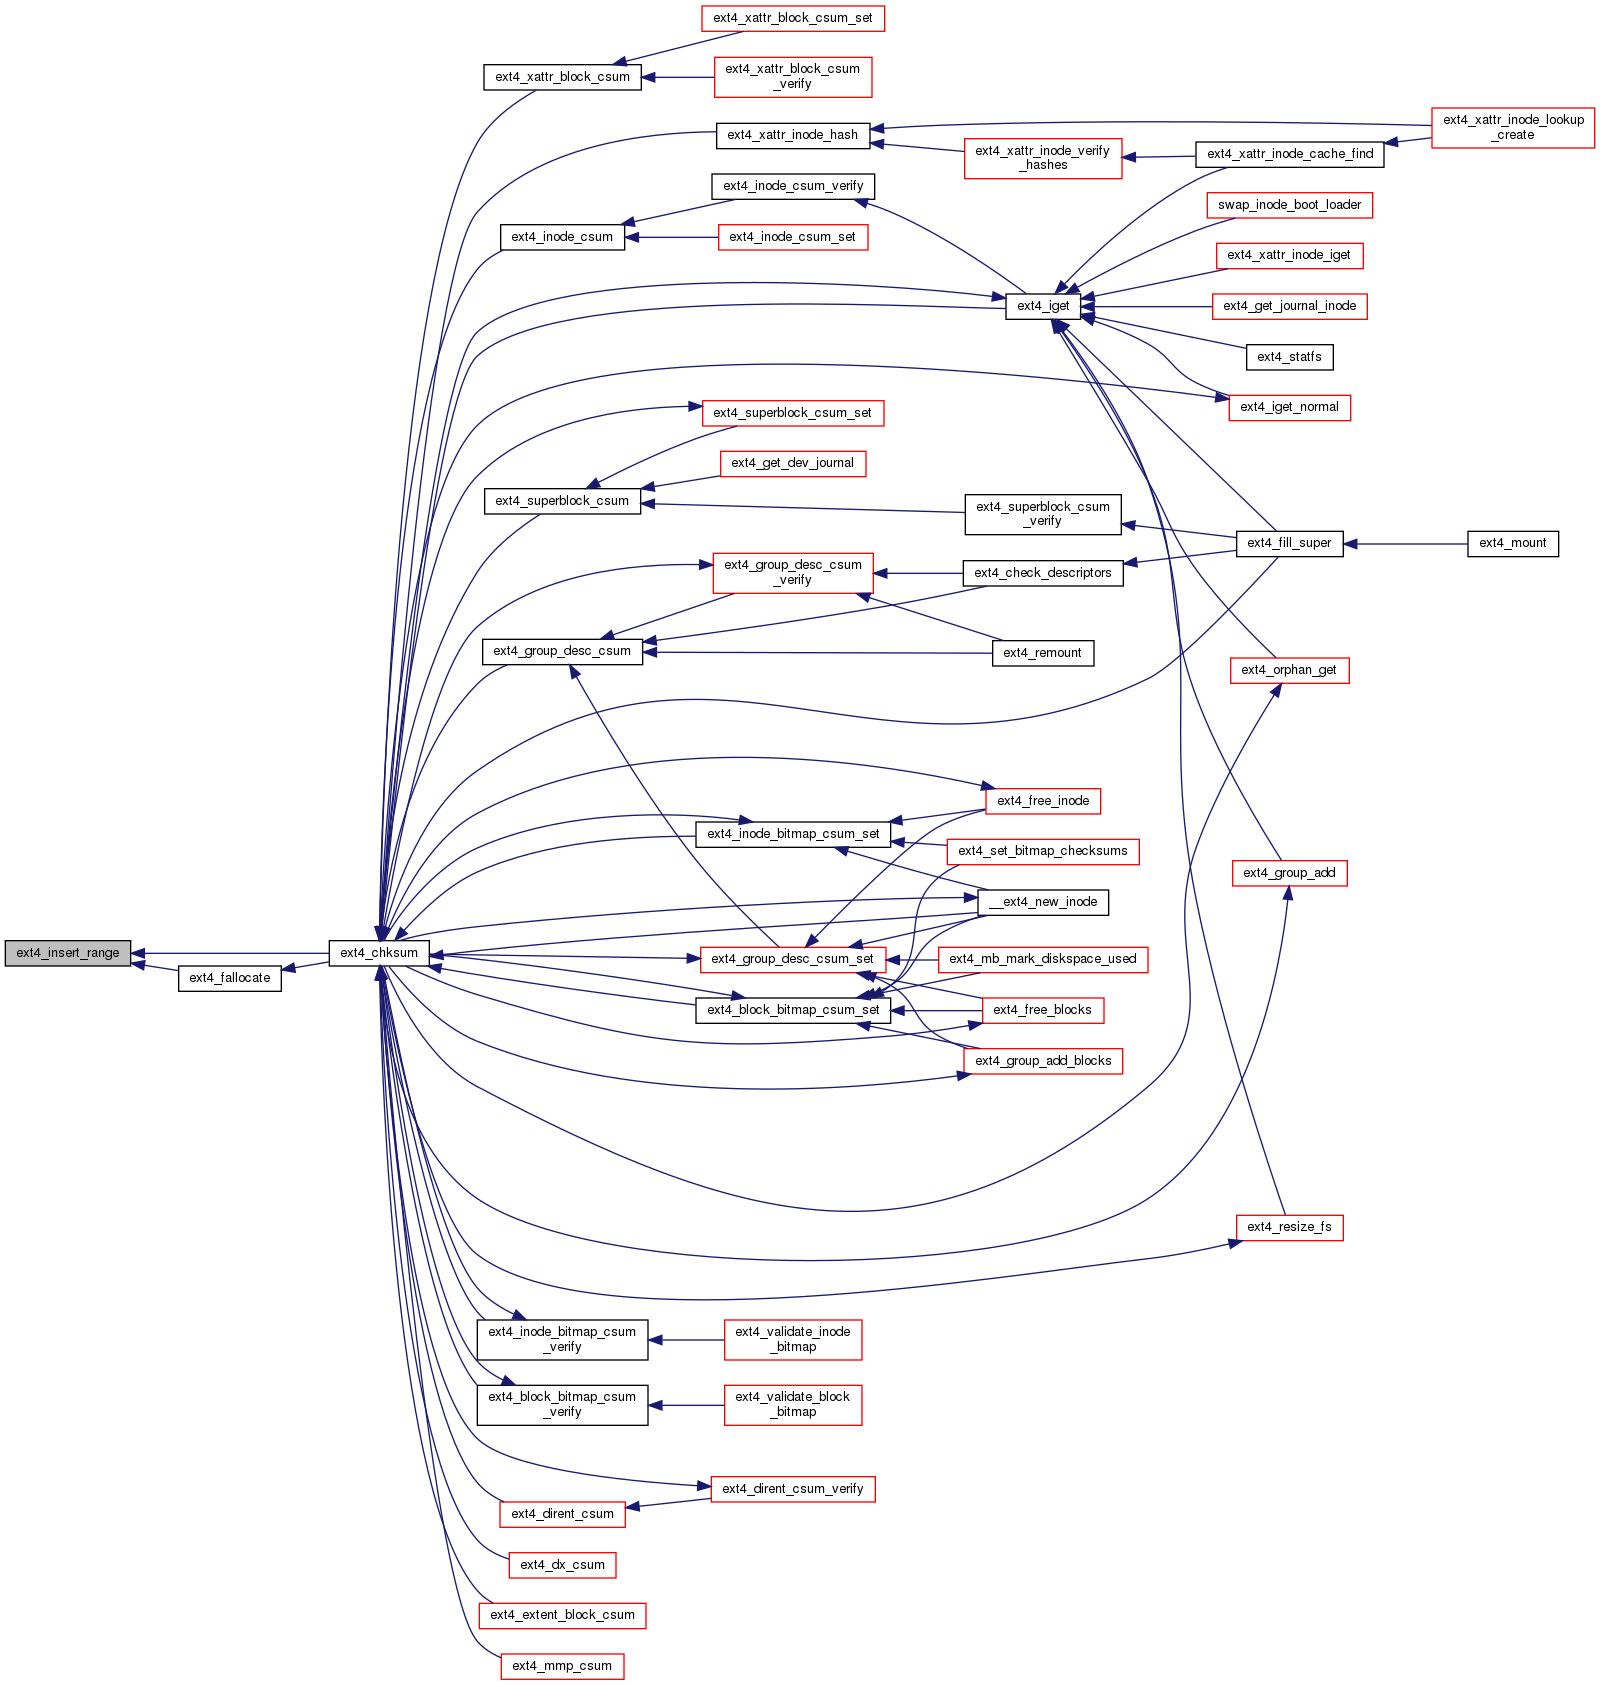 ext4_xattr_block_csum_set
ext4_xattr_block_csum
ext4_xattr_block_csum
_verify
ext4_xattr_inode_hash
ext4_xattr_inode_lookup
_create
ext4_xattr_inode_verify
_hashes
ext4_xattr_inode_cache_find
ext4_inode_csum_verify
swap_inode_boot_loader
ext4_inode_csum
ext4_inode_csum_set
ext4_xattr_inode_iget
ext4_iget
ext4_get_journal_inode
ext4_statfs
ext4_iget_normal
ext4_superblock_csum_set
ext4_get_dev_journal
ext4_superblock_csum
ext4_superblock_csum
_verify
ext4_fill_super
ext4_mount
ext4_group_desc_csum
_verify
ext4_check_descriptors
ext4_group_desc_csum
ext4_remount
ext4_orphan_get
ext4_free_inode
ext4_inode_bitmap_csum_set
ext4_set_bitmap_checksums
ext4_group_add
__ext4_new_inode
ext4_insert_range
ext4_chksum
ext4_fallocate
ext4_group_desc_csum_set
ext4_mb_mark_diskspace_used
ext4_block_bitmap_csum_set
ext4_free_blocks
ext4_group_add_blocks
ext4_resize_fs
ext4_inode_bitmap_csum
_verify
ext4_validate_inode
_bitmap
ext4_block_bitmap_csum
_verify
ext4_validate_block
_bitmap
ext4_dirent_csum_verify
ext4_dirent_csum
ext4_dx_csum
ext4_extent_block_csum
ext4_mmp_csum